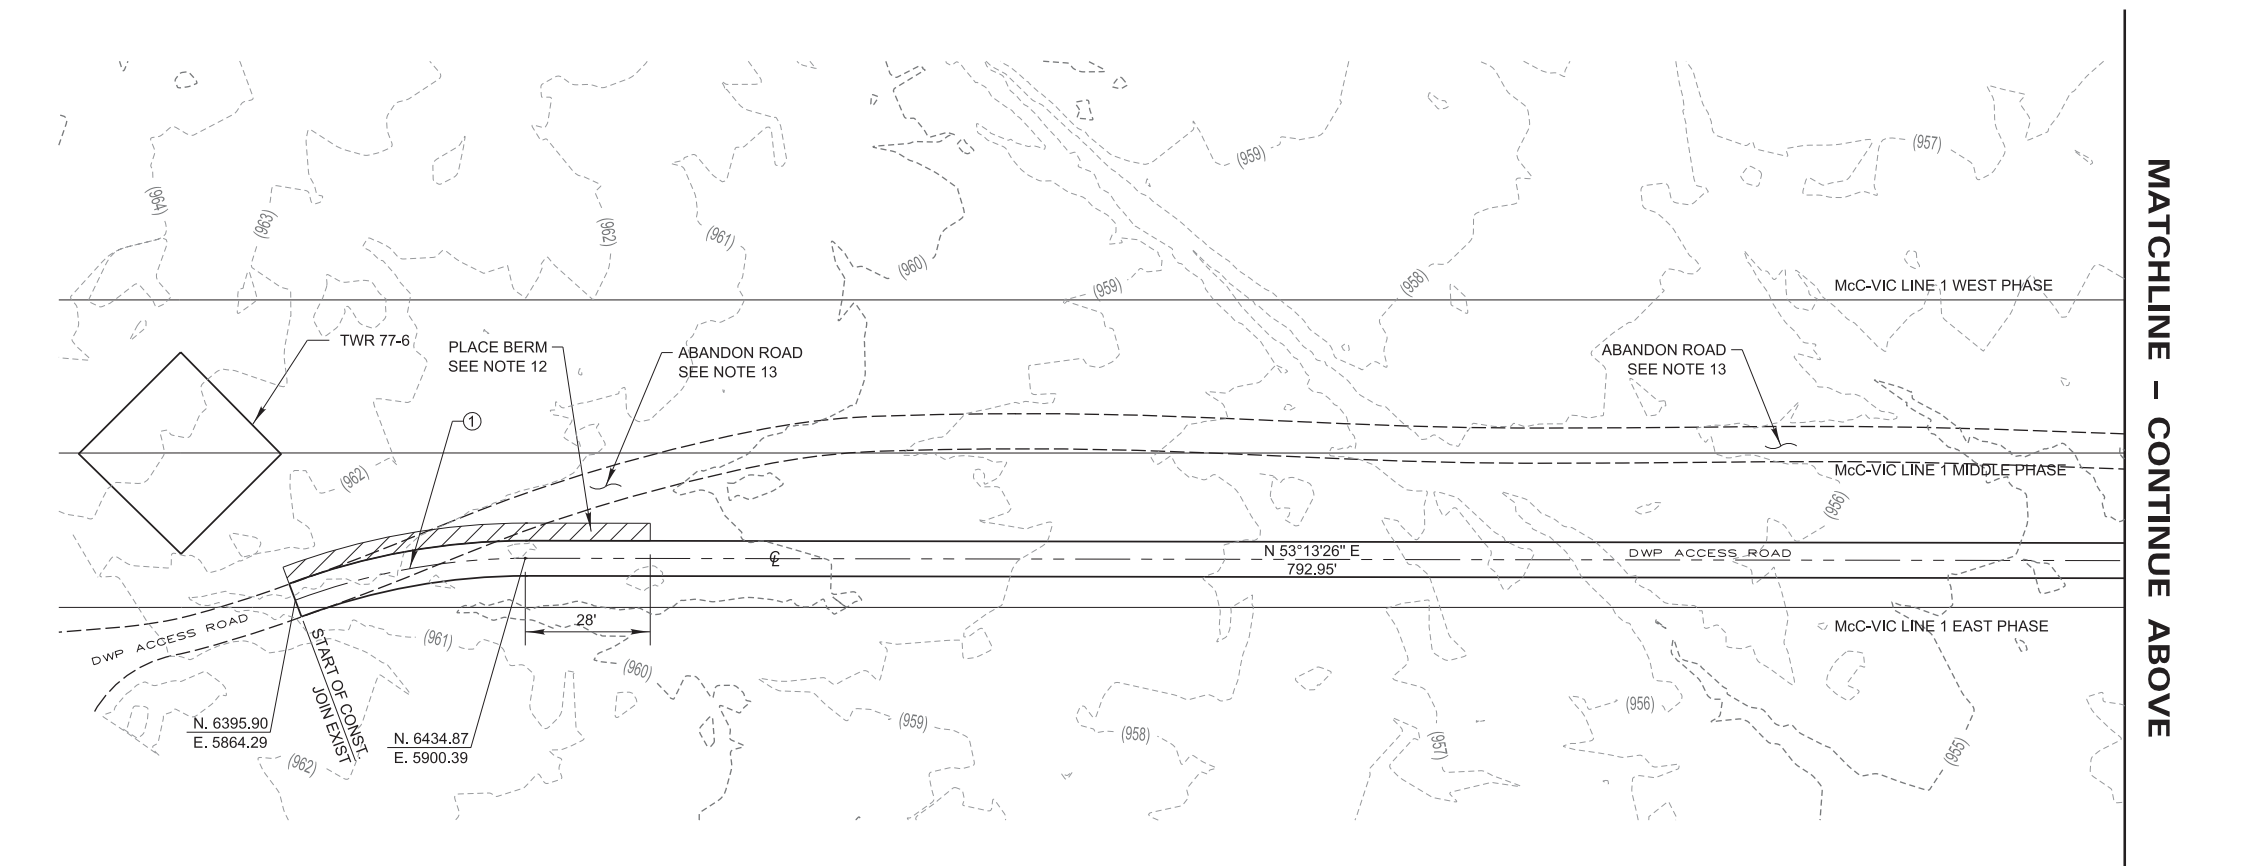 (957)
(959)
(964)
(963)
(962)
(961)
(960)
(959)
(958)
McC-VIC LINE 1 WEST PHASE
TWR 77-6
PLACE BERM
SEE NOTE 12
ABANDON ROAD
SEE NOTE 13
ABANDON ROAD
SEE NOTE 13
1
(962)
McC-VIC LINE 1 MIDDLE PHASE
(956)
℄
N 53°13'26" E
792.95'
DWP ACCESS ROAD
28'
McC-VIC LINE 1 EAST PHASE
DWP ACCESS ROAD
(961)
(960)
START OF CONST.
JOIN EXIST
N. 6395.90
E. 5864.29
N. 6434.87
E. 5900.39
(962)
(959)
(958)
(957)
(956)
(955)
MATCHLINE – CONTINUE ABOVE